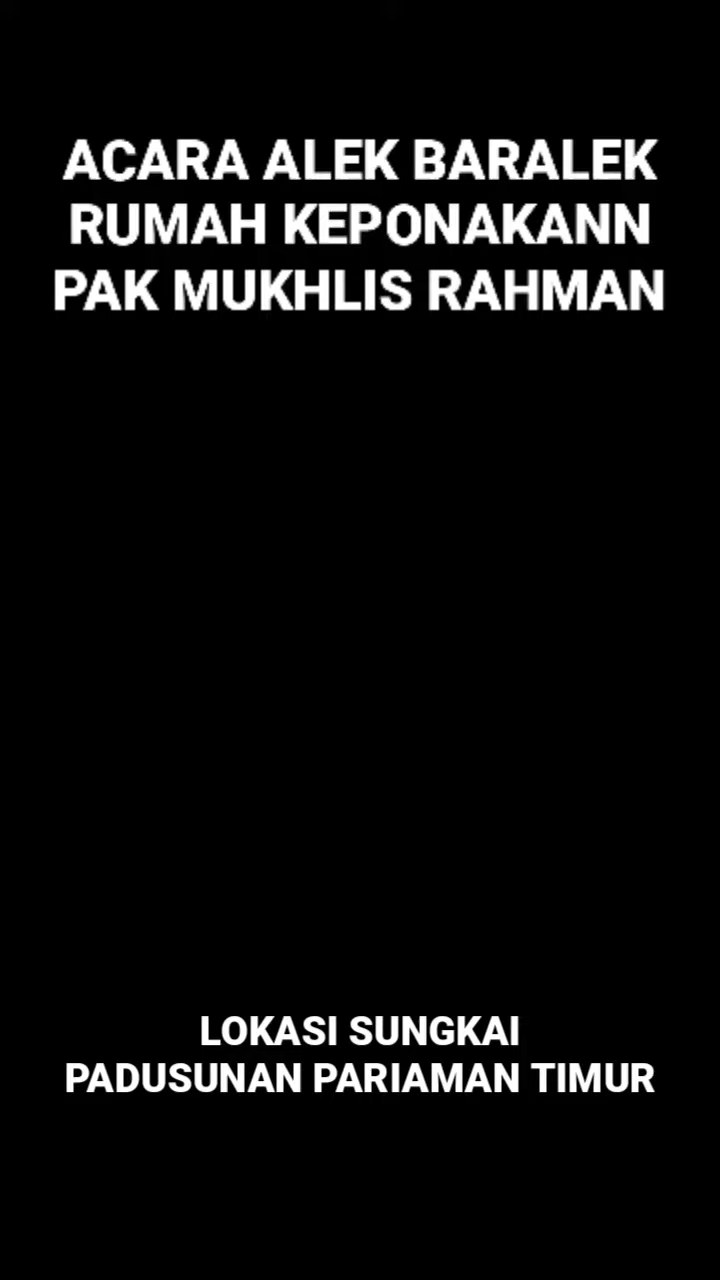 ACARA ALEK BARALEK
RUMAH KEPONAKANN
PAK MUKHLIS RAHMAN
LOKASI SUNGKAI
PADUSUNAN PARIAMAN TIMUR